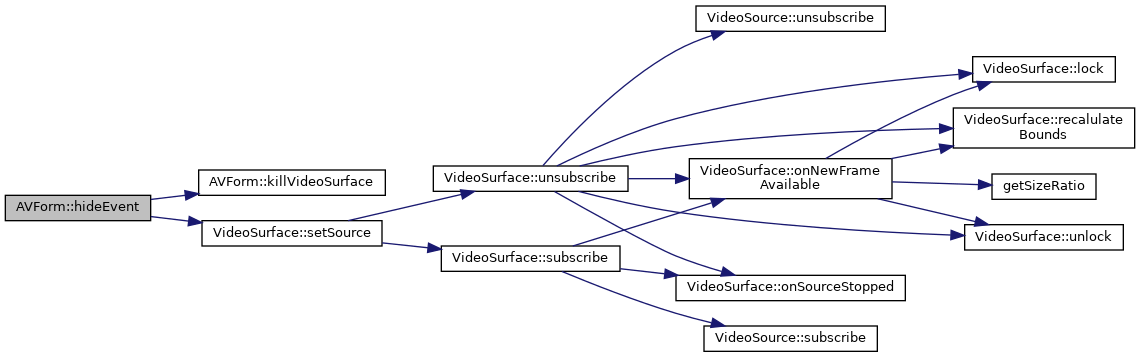 AVForm::hideEvent
AVForm::killVideoSurface
VideoSurface::setSource
VideoSurface::unsubscribe
VideoSurface::subscribe
VideoSource::unsubscribe
VideoSurface::onNewFrame
Available
VideoSurface::onSourceStopped
VideoSource::subscribe
VideoSurface::lock
VideoSurface::recalulate
Bounds
getSizeRatio
VideoSurface::unlock